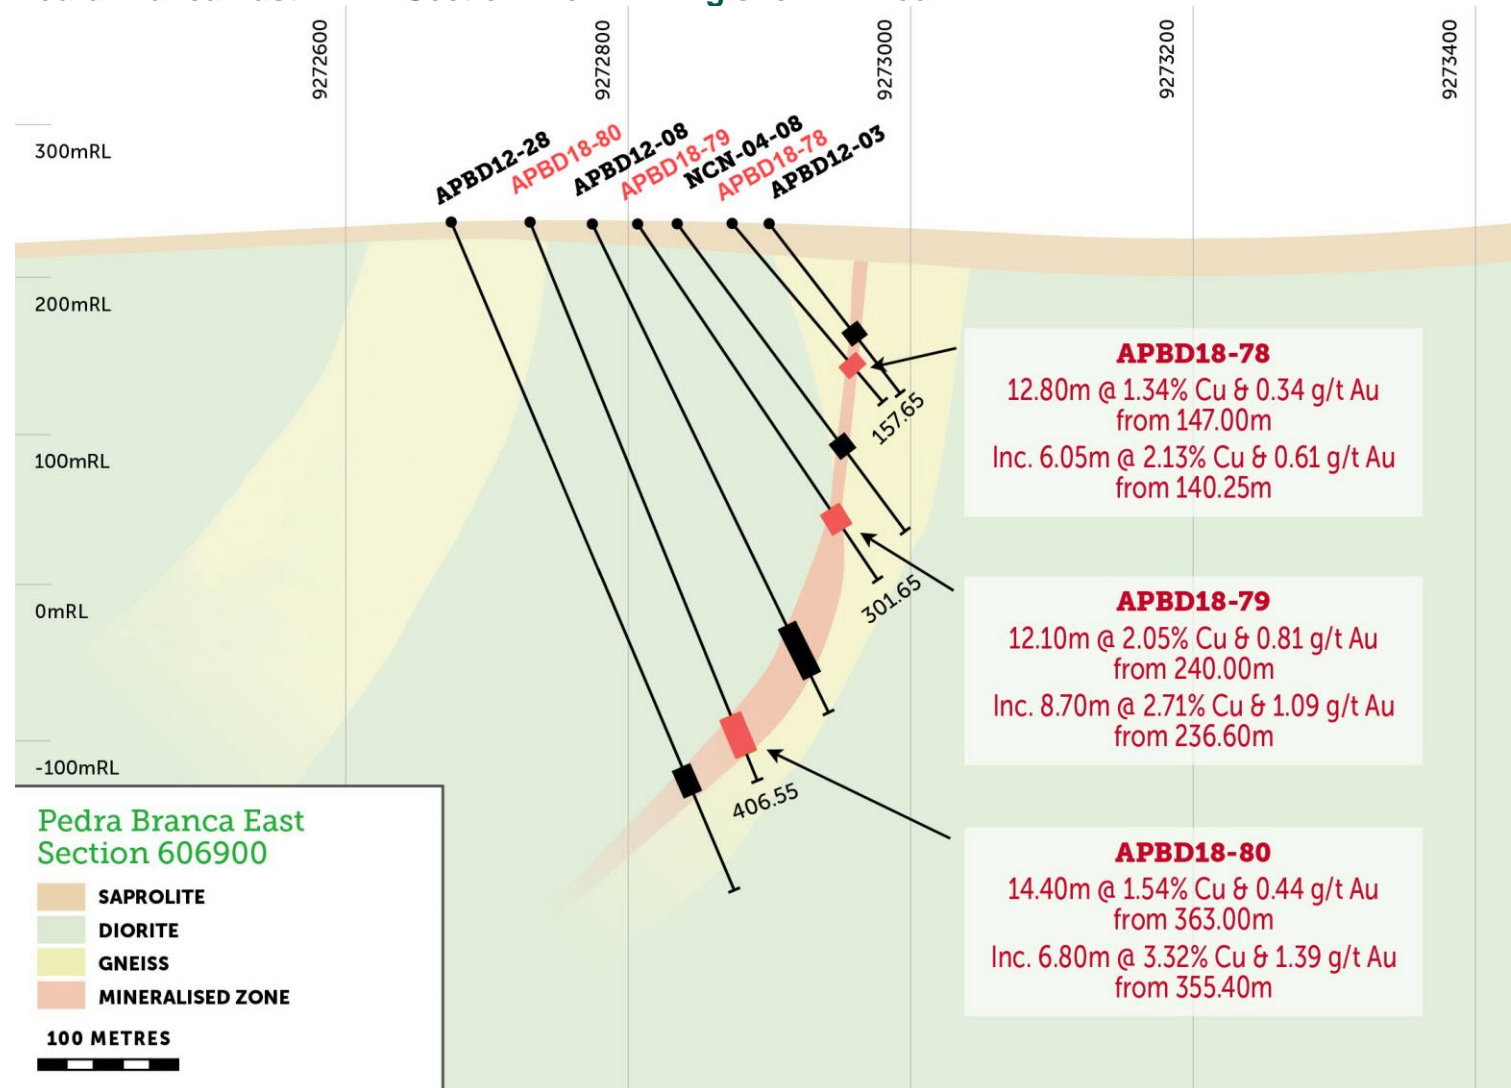 9272600
9272800
9273000
9273200
9273400
300mRL
200mRL
100mRL
0mRL
-100mRL
APBD12-28
APBD18-80
APBD12-08
APBD18-79
NCN-04-08
APBD18-78
APBD12-03
157.65
301.65
406.55
APBD18-78
12.80m @ 1.34% Cu & 0.34 g/t Au
from 147.00m
Inc. 6.05m @ 2.13% Cu & 0.61 g/t Au
from 140.25m
APBD18-79
12.10m @ 2.05% Cu & 0.81 g/t Au
from 240.00m
Inc. 8.70m @ 2.71% Cu & 1.09 g/t Au
from 236.60m
APBD18-80
14.40m @ 1.54% Cu & 0.44 g/t Au
from 363.00m
Inc. 6.80m @ 3.32% Cu & 1.39 g/t Au
from 355.40m
Pedra Branca East
Section 606900
SAPROLITE
DIORITE
GNEISS
MINERALISED ZONE
100 METRES